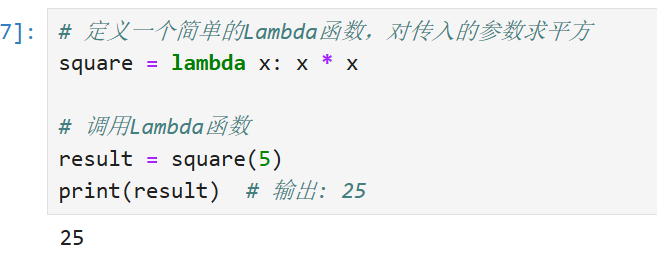 7]: # 定义一个简单的Lambda函数，对传入的参数求平方
square = lambda x: x * x
# 调用Lambda函数
result = square(5)
print(result)  # 输出: 25
25